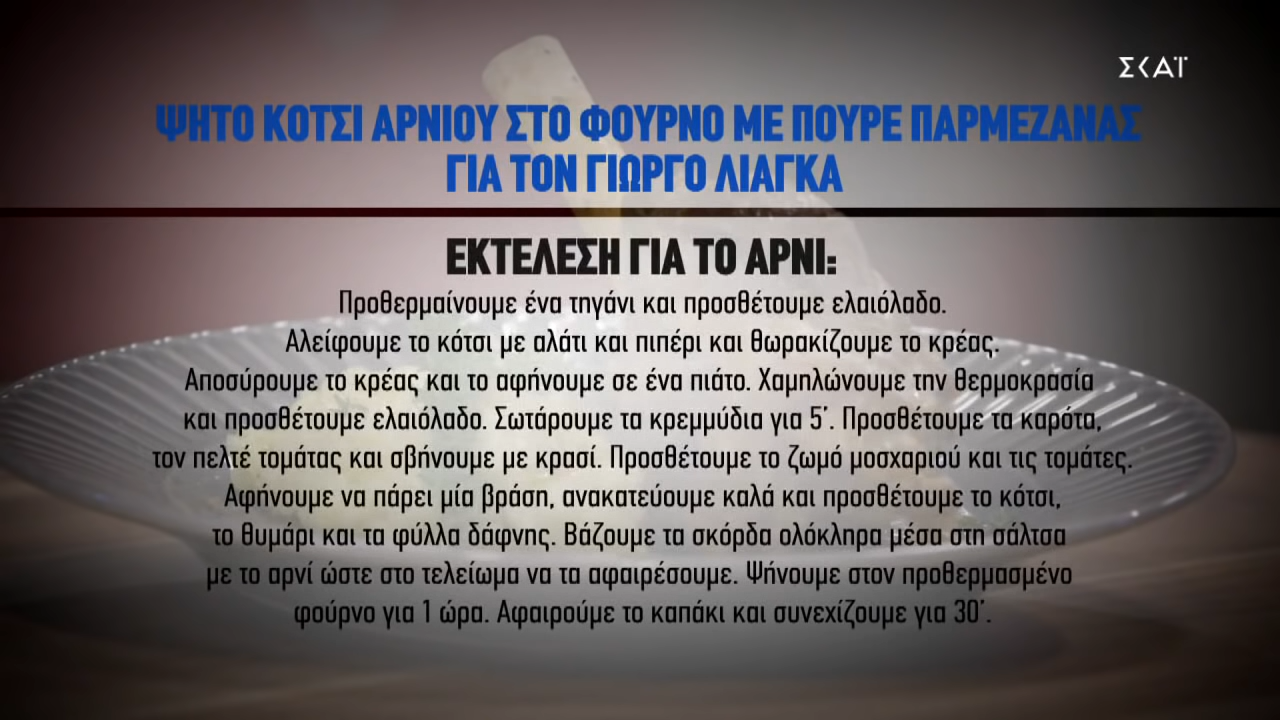 ΣΚΑΪ
ΨΗΤΟ ΚΟΤΣΙ ΑΡΝΙΟΥ ΣΤΟ ΦΟΥΡΝΟ ΜΕ ΠΟΥΡΕ ΠΑΡΜΕΖΑΝΑΣ
ΓΙΑ ΤΟΝ ΓΙΩΡΓΟ ΛΙΑΓΚΑ
ΕΚΤΕΛΕΣΗ ΓΙΑ ΤΟ ΑΡΝΙ:
Προθερμαίνουμε ένα τηγάνι και προσθέτουμε ελαιόλαδο.
Αλείφουμε το κότσι με αλάτι και πιπέρι και θωρακίζουμε το κρέας.
Αποσύρουμε το κρέας και το αφήνουμε σε ένα πιάτο. Χαμηλώνουμε την θερμοκρασία
και προσθέτουμε ελαιόλαδο. Σωτάρουμε τα κρεμμύδια για 5’. Προσθέτουμε τα καρότα,
τον πελτέ τομάτας και σβήνουμε με κρασί. Προσθέτουμε το ζωμό μοσχαριού και τις τομάτες.
Αφήνουμε να πάρει μία βράση, ανακατεύουμε καλά και προσθέτουμε το κότσι,
το θυμάρι και τα φύλλα δάφνης. Βάζουμε τα σκόρδα ολόκληρα μέσα στη σάλτσα
με το αρνί ώστε στο τελείωμα να τα αφαιρέσουμε. Ψήνουμε στον προθερμασμένο
φούρνο για 1 ώρα. Αφαιρούμε το καπάκι και συνεχίζουμε για 30’.